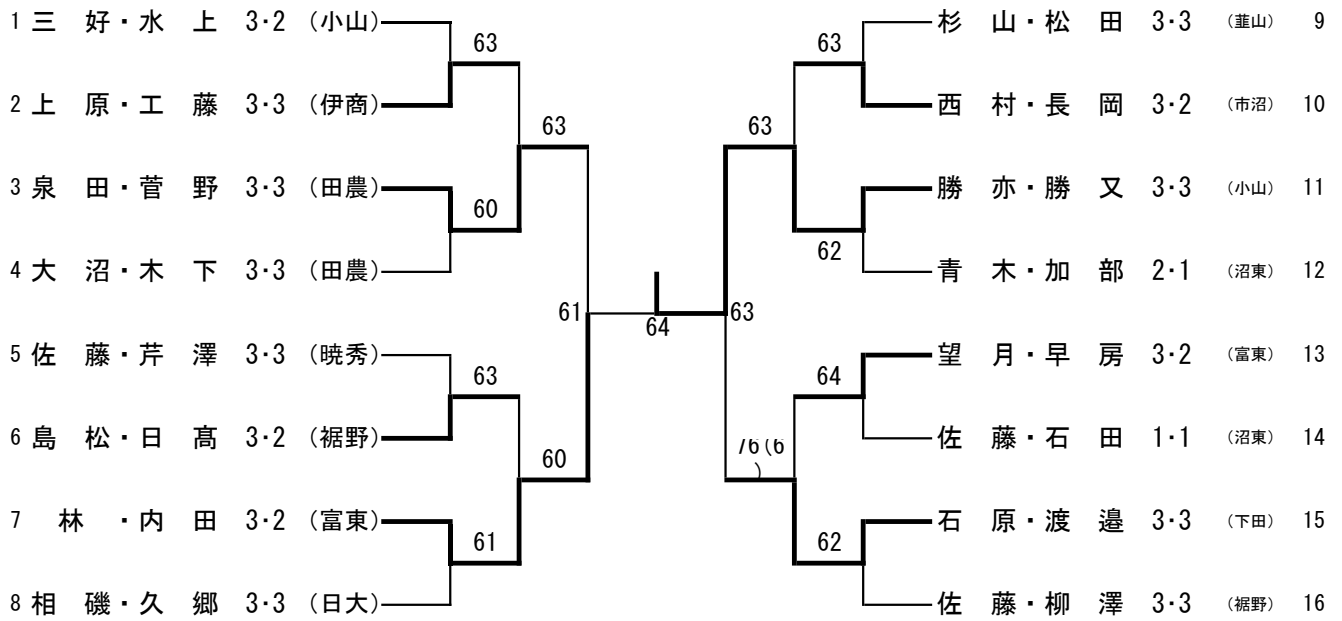 1 三 好・水 上 3・2 (小山)
63
2 上 原・工 藤 3・3 (伊商)
63
3 泉 田・菅 野 3・3 (田農)
60
4 大 沼・木 下 3・3 (田農)
61
5 佐 藤・芹 澤 3・3 (暁秀)
63
6 島 松・日 髙 3・2 (裾野)
60
7 林 ・内 田 3・2 (富東)
61
8 相 磯・久 郷 3・3 (日大)
64
杉 山・松 田 3・3 (韮山) 9
63
西 村・長 岡 3・2 (市沼) 10
63
勝 亦・勝 又 3・3 (小山) 11
62
青 木・加 部 2・1 (沼東) 12
63
望 月・早 房 3・2 (富東) 13
64
佐 藤・石 田 1・1 (沼東) 14
76(6
)
石 原・渡 邉 3・3 (下田) 15
62
佐 藤・柳 澤 3・3 (裾野) 16